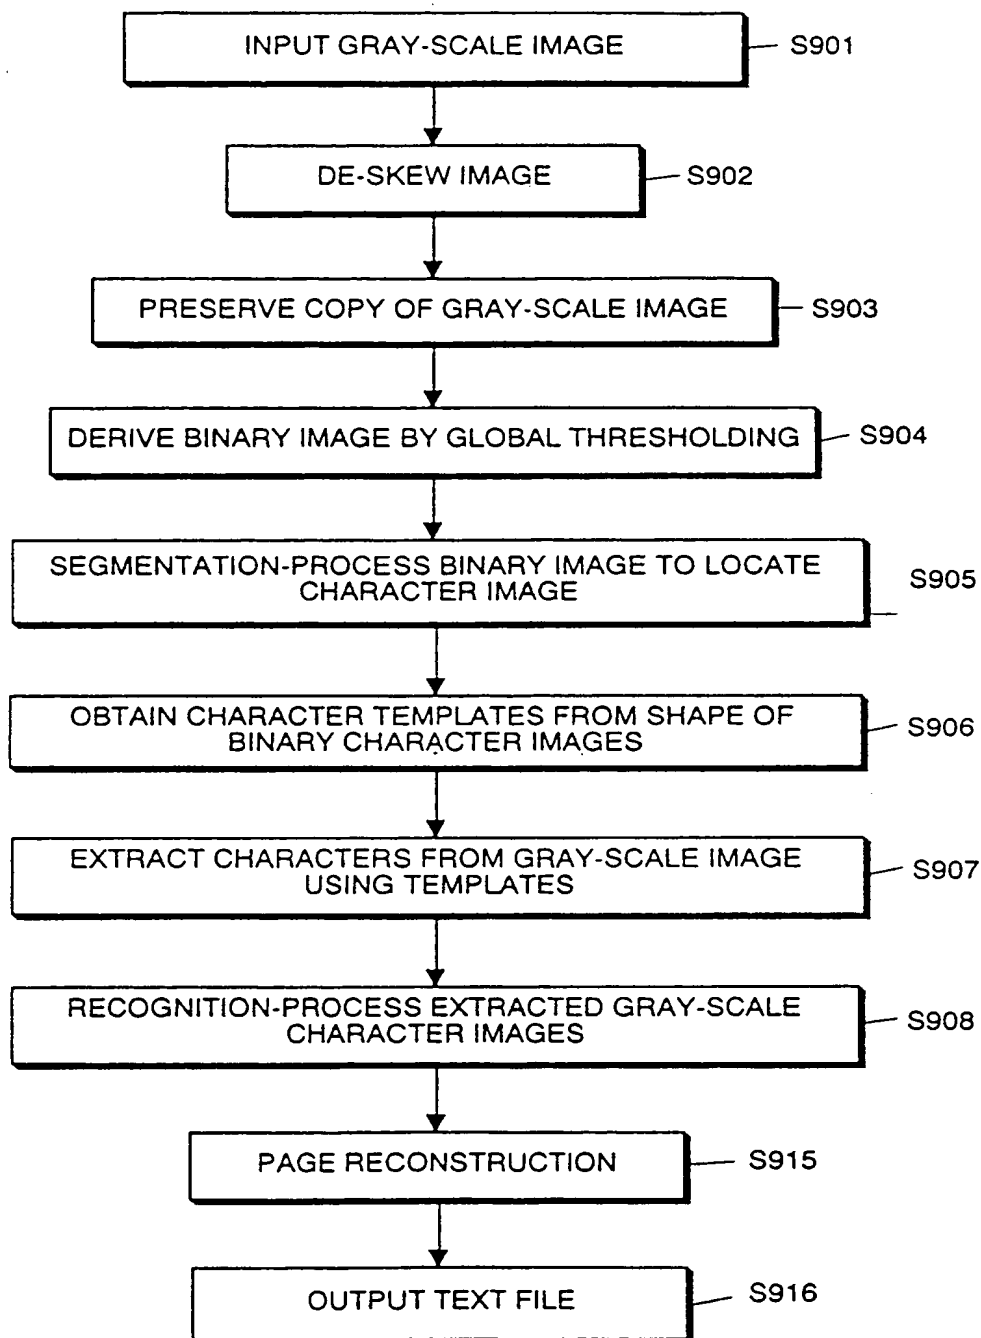 INPUT GRAY-SCALE IMAGE
S901
DE-SKEW IMAGE
S902
PRESERVE COPY OF GRAY-SCALE IMAGE
S903
DERIVE BINARY IMAGE BY GLOBAL THRESHOLDING
S904
SEGMENTATION-PROCESS BINARY IMAGE TO LOCATE
CHARACTER IMAGE
S905
OBTAIN CHARACTER TEMPLATES FROM SHAPE OF
BINARY CHARACTER IMAGES
S906
EXTRACT CHARACTERS FROM GRAY-SCALE IMAGE
USING TEMPLATES
S907
RECOGNITION-PROCESS EXTRACTED GRAY-SCALE
CHARACTER IMAGES
S908
PAGE RECONSTRUCTION
S915
OUTPUT TEXT FILE
S916